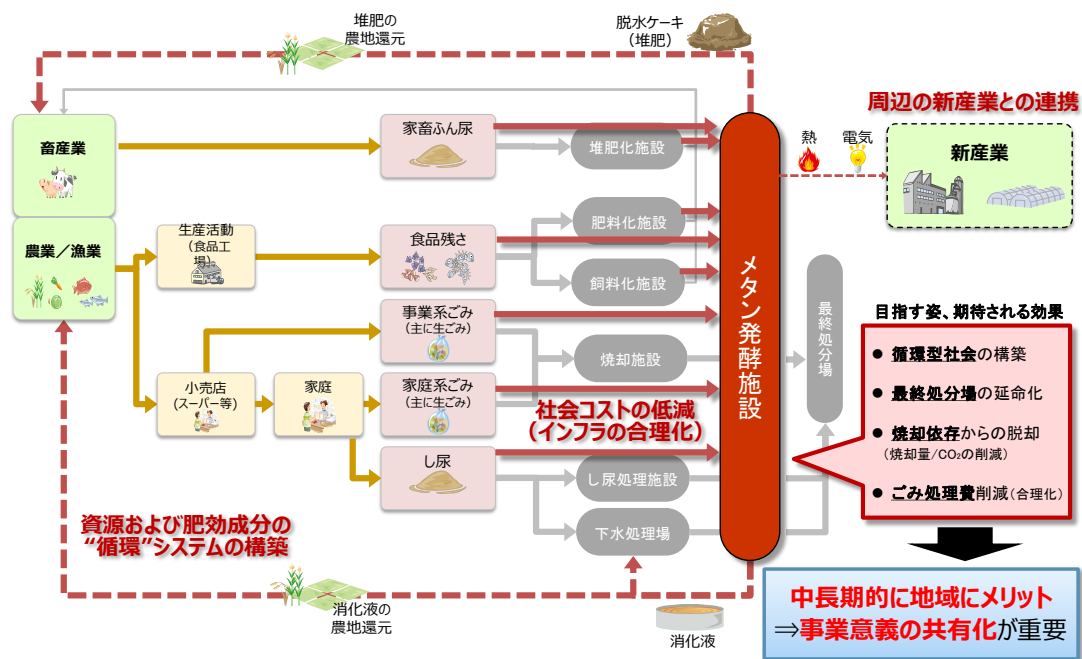 堆肥の
農地還元
脱水ケーキ
（堆肥）
周辺の新産業との連携
熱
電気
新産業
畜産業
家畜ふん尿
堆肥化施設
農業／漁業
生産活動
（食品工
場）
食品残さ
肥料化施設
飼料化施設
メタン発酵施設
最終処分場
事業系ごみ
（主に生ごみ）
焼却施設
小売店
（スーパー等）
家庭
家庭系ごみ
（主に生ごみ）
社会コストの低減
（インフラの合理化）
し尿
し尿処理施設
下水処理場
目指す姿、期待される効果
● 循環型社会の構築
● 最終処分場の延命化
● 焼却依存からの脱却
（焼却量/CO₂の削減）
● ごみ処理費削減（合理化）
資源および肥効成分の
“循環”システムの構築
消化液の
農地還元
消化液
中長期的に地域にメリット
⇒事業意義の共有化が重要